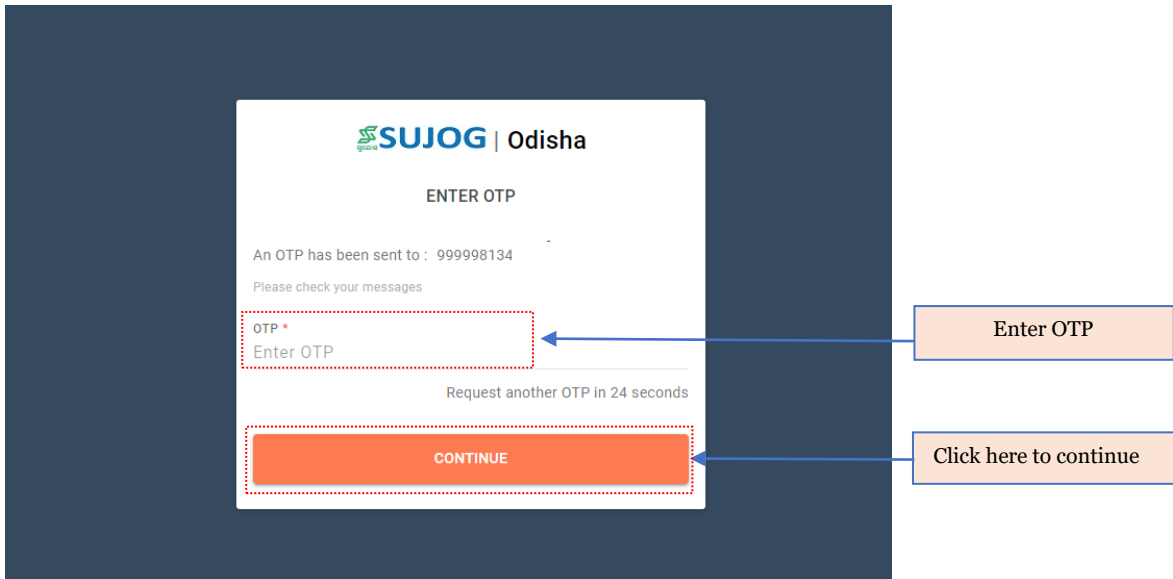 SUJOG | Odisha
ENTER OTP
An OTP has been sent to : 999998134
Please check your messages
OTP *
Enter OTP
Enter OTP
Request another OTP in 24 seconds
CONTINUE
Click here to continue